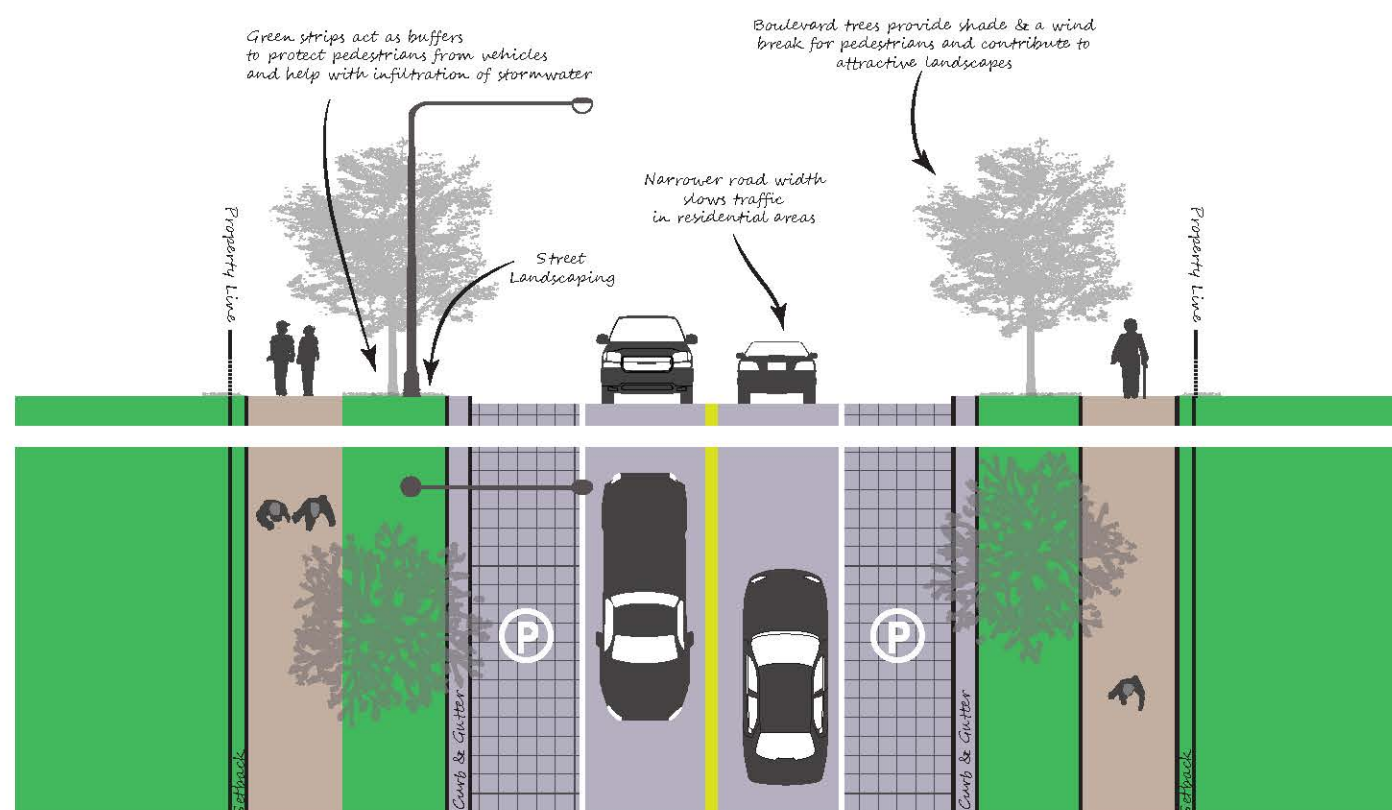 Green strips act as buffers
to protect pedestrians from vehicles
and help with infiltration of stormwater
Boulevard trees provide shade & a wind
break for pedestrians and contribute to
attractive landscapes
Narrower road width
slows traffic
in residential areas
Street
Landscaping
Property Line
Property Line
P
P
Setback
Curb & Gutter
Curb & Gutter
Setback